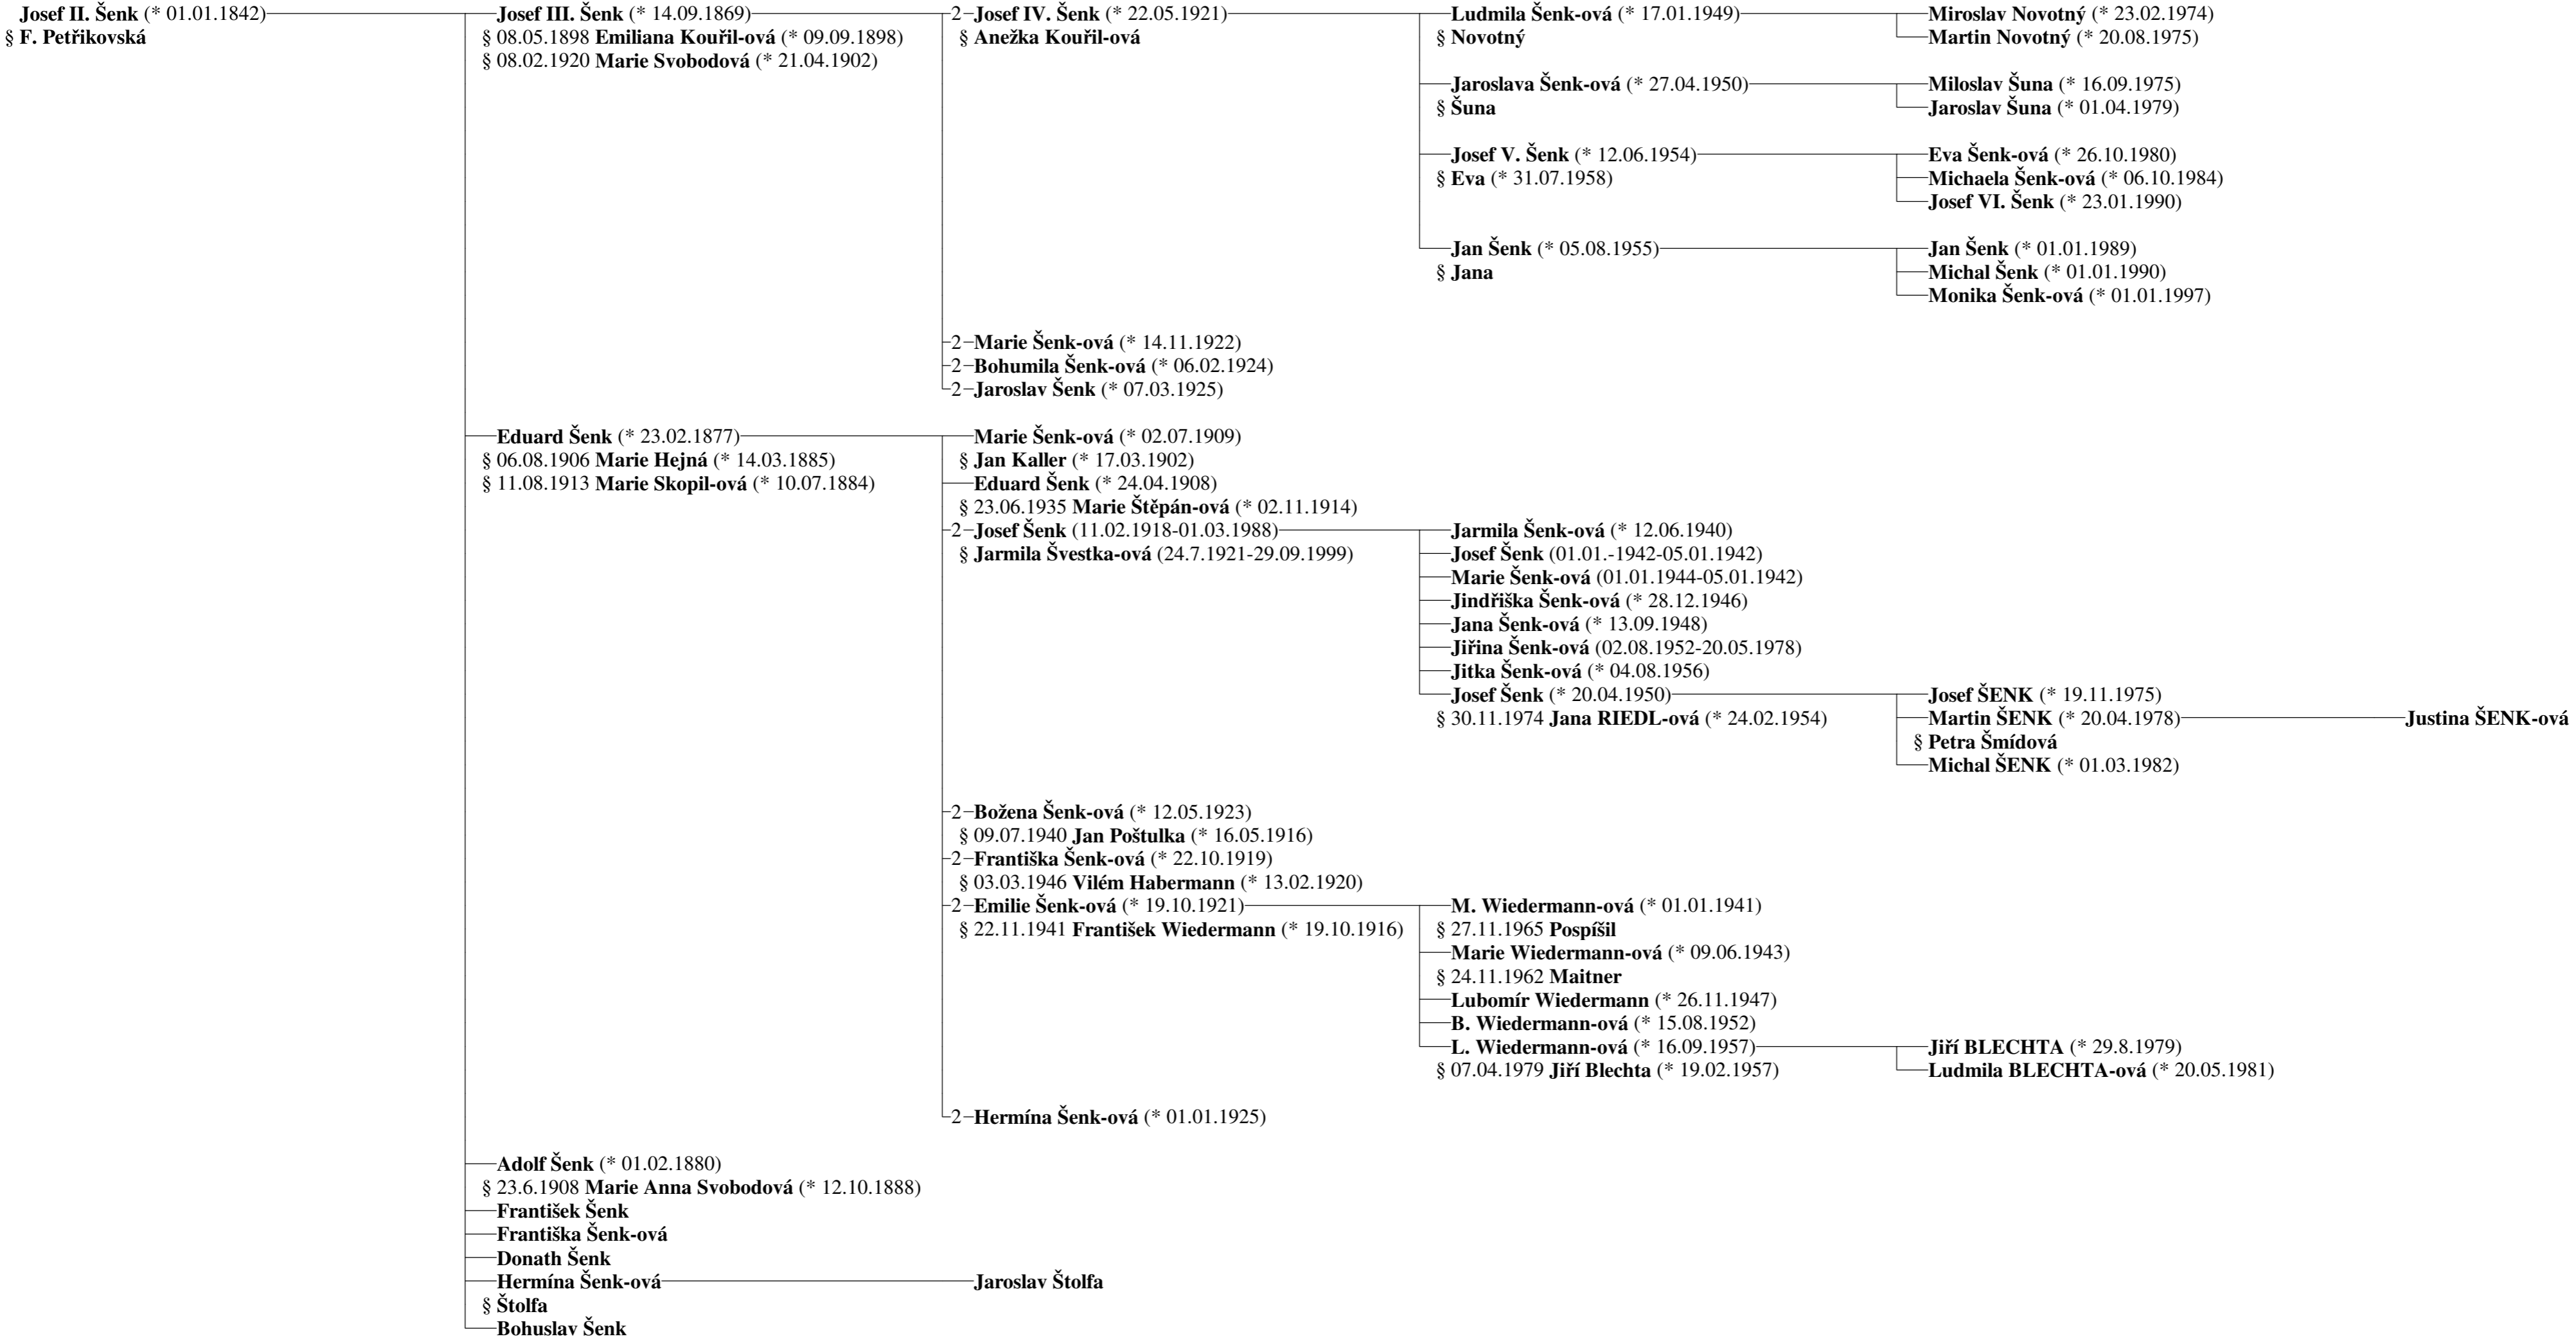 Josef II. Šenk (* 01.01.1842) Josef III. Šenk (* 14.09.1869) 2 Josef IV. Šenk (* 22.05.1921) Ludmila Šenk-ová (* 17.01.1949) Miroslav Novotný (* 23.02.1974)
§ F. Petřikovská § 08.05.1898 Emiliana Kouřil-ová (* 09.09.1898) § Anežka Kouřil-ová § Novotný Martin Novotný (* 20.08.1975)
§ 08.02.1920 Marie Svobodová (* 21.04.1902)
Jaroslava Šenk-ová (* 27.04.1950) Miloslav Šuna (* 16.09.1975)
§ Šuna Jaroslav Šuna (* 01.04.1979)
Josef V. Šenk (* 12.06.1954) Eva Šenk-ová (* 26.10.1980)
§ Eva (* 31.07.1958) Michaela Šenk-ová (* 06.10.1984)
Josef VI. Šenk (* 23.01.1990)
Jan Šenk (* 05.08.1955) Jan Šenk (* 01.01.1989)
§ Jana Michal Šenk (* 01.01.1990)
Monika Šenk-ová (* 01.01.1997)
2 Marie Šenk-ová (* 14.11.1922)
2 Bohumila Šenk-ová (* 06.02.1924)
2 Jaroslav Šenk (* 07.03.1925)
Eduard Šenk (* 23.02.1877) Marie Šenk-ová (* 02.07.1909)
§ 06.08.1906 Marie Hejná (* 14.03.1885) § Jan Kaller (* 17.03.1902)
§ 11.08.1913 Marie Skopil-ová (* 10.07.1884) Eduard Šenk (* 24.04.1908)
§ 23.06.1935 Marie Štěpán-ová (* 02.11.1914)
2 Josef Šenk (11.02.1918-01.03.1988) Jarmila Šenk-ová (* 12.06.1940)
§ Jarmila Švestka-ová (24.7.1921-29.09.1999) Josef Šenk (01.01.-1942-05.01.1942)
Marie Šenk-ová (01.01.1944-05.01.1942)
Jindřiška Šenk-ová (* 28.12.1946)
Jana Šenk-ová (* 13.09.1948)
Jiřina Šenk-ová (02.08.1952-20.05.1978)
Jitka Šenk-ová (* 04.08.1956)
Josef Šenk (* 20.04.1950) Josef ŠENK (* 19.11.1975)
§ 30.11.1974 Jana RIEDL-ová (* 24.02.1954) Martin ŠENK (* 20.04.1978) Justina ŠENK-ová
§ Petra Šmídová
Michal ŠENK (* 01.03.1982)
2 Božena Šenk-ová (* 12.05.1923)
§ 09.07.1940 Jan Poštulka (* 16.05.1916)
2 Františka Šenk-ová (* 22.10.1919)
§ 03.03.1946 Vilém Habermann (* 13.02.1920)
2 Emilie Šenk-ová (* 19.10.1921) M. Wiedermann-ová (* 01.01.1941)
§ 22.11.1941 František Wiedermann (* 19.10.1916) § 27.11.1965 Pospíšil
Marie Wiedermann-ová (* 09.06.1943)
§ 24.11.1962 Maitner
Lubomír Wiedermann (* 26.11.1947)
B. Wiedermann-ová (* 15.08.1952)
L. Wiedermann-ová (* 16.09.1957) Jiří BLECHTA (* 29.8.1979)
§ 07.04.1979 Jiří Blechta (* 19.02.1957) Ludmila BLECHTA-ová (* 20.05.1981)
2 Hermína Šenk-ová (* 01.01.1925)
Adolf Šenk (* 01.02.1880)
§ 23.6.1908 Marie Anna Svobodová (* 12.10.1888)
František Šenk
Františka Šenk-ová
Donath Šenk
Hermína Šenk-ová Jaroslav Štolfa
§ Štolfa
Bohuslav Šenk